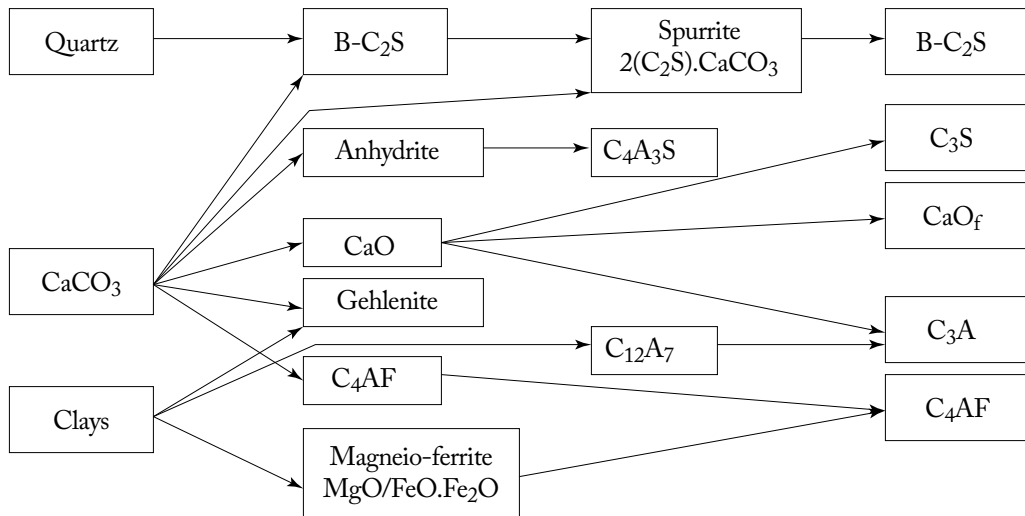 Quartz
B-C₂S
Spurrite
2(C₂S).CaCO₃
B-C₂S
Anhydrite
C₄A₃S
C₃S
CaO
CaO_f
CaCO₃
Gehlenite
C₁₂A₇
C₃A
C₄AF
C₄AF
Clays
Magneio-ferrite
MgO/FeO.Fe₂O